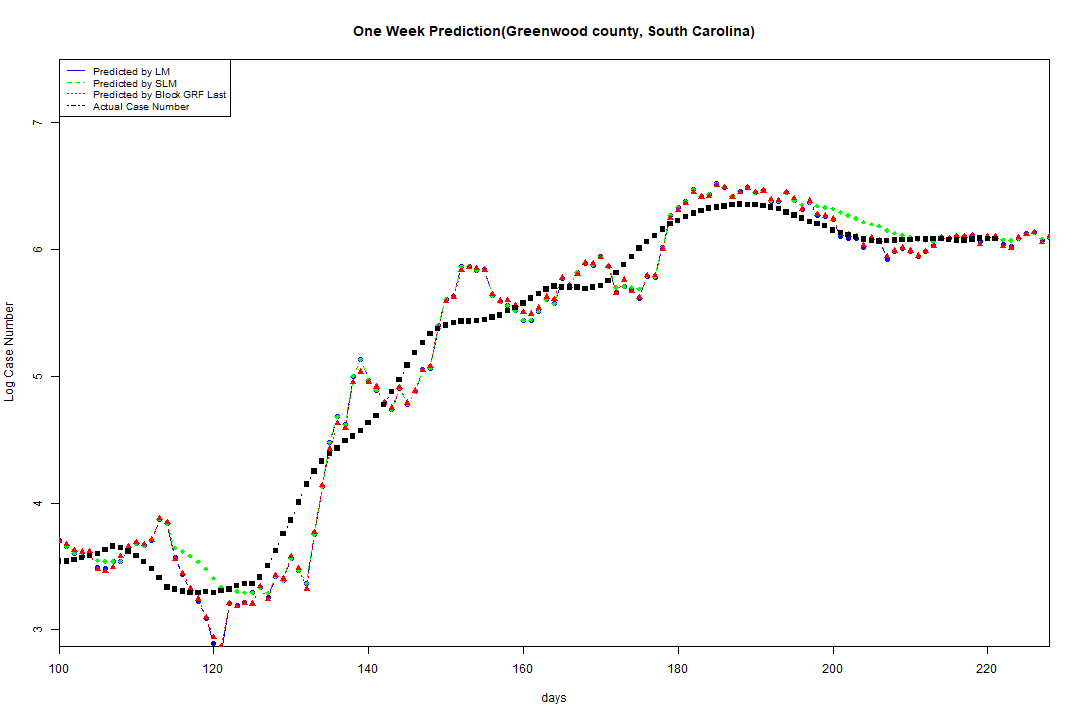 One Week Prediction(Greenwood county, South Carolina)
Predicted by LM
Predicted by SLM
Predicted by Block GRF Last
Actual Case Number
7
6
5
4
3
Log Case Number
100 120 140 160 180 200 220
days